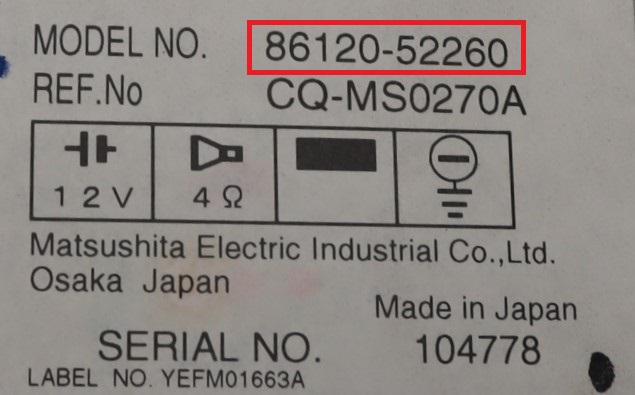 MODEL NO. 86120-52260
REF.No CQ-MS0270A
12V 4Ω
Matsushita Electric Industrial Co.,Ltd.
Osaka Japan
Made in Japan
SERIAL NO. 104778
LABEL NO. YEFM01663A